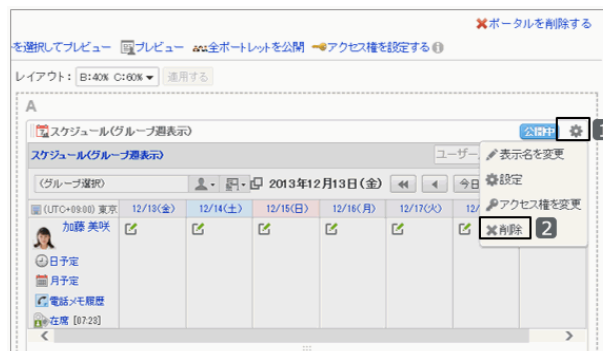 ポータルを削除する
を選択してプレビュー プレビュー 全ポートレットを公開 アクセス権を設定する
レイアウト： B:40% C:60% 適用する
A
スケジュール(グループ週表示) 公開中
スケジュール(グループ週表示) ユーザー
表示名を変更
(グループ選択) 2013年12月13日(金) 今日
設定
(UTC+09:00) 東京 12/13(金) 12/14(土) 12/15(日) 12/16(月) 12/17(火) 12/
アクセス権を変更
加藤 美咲
削除 2
日予定
月予定
電話メモ履歴
在席 [07:23]